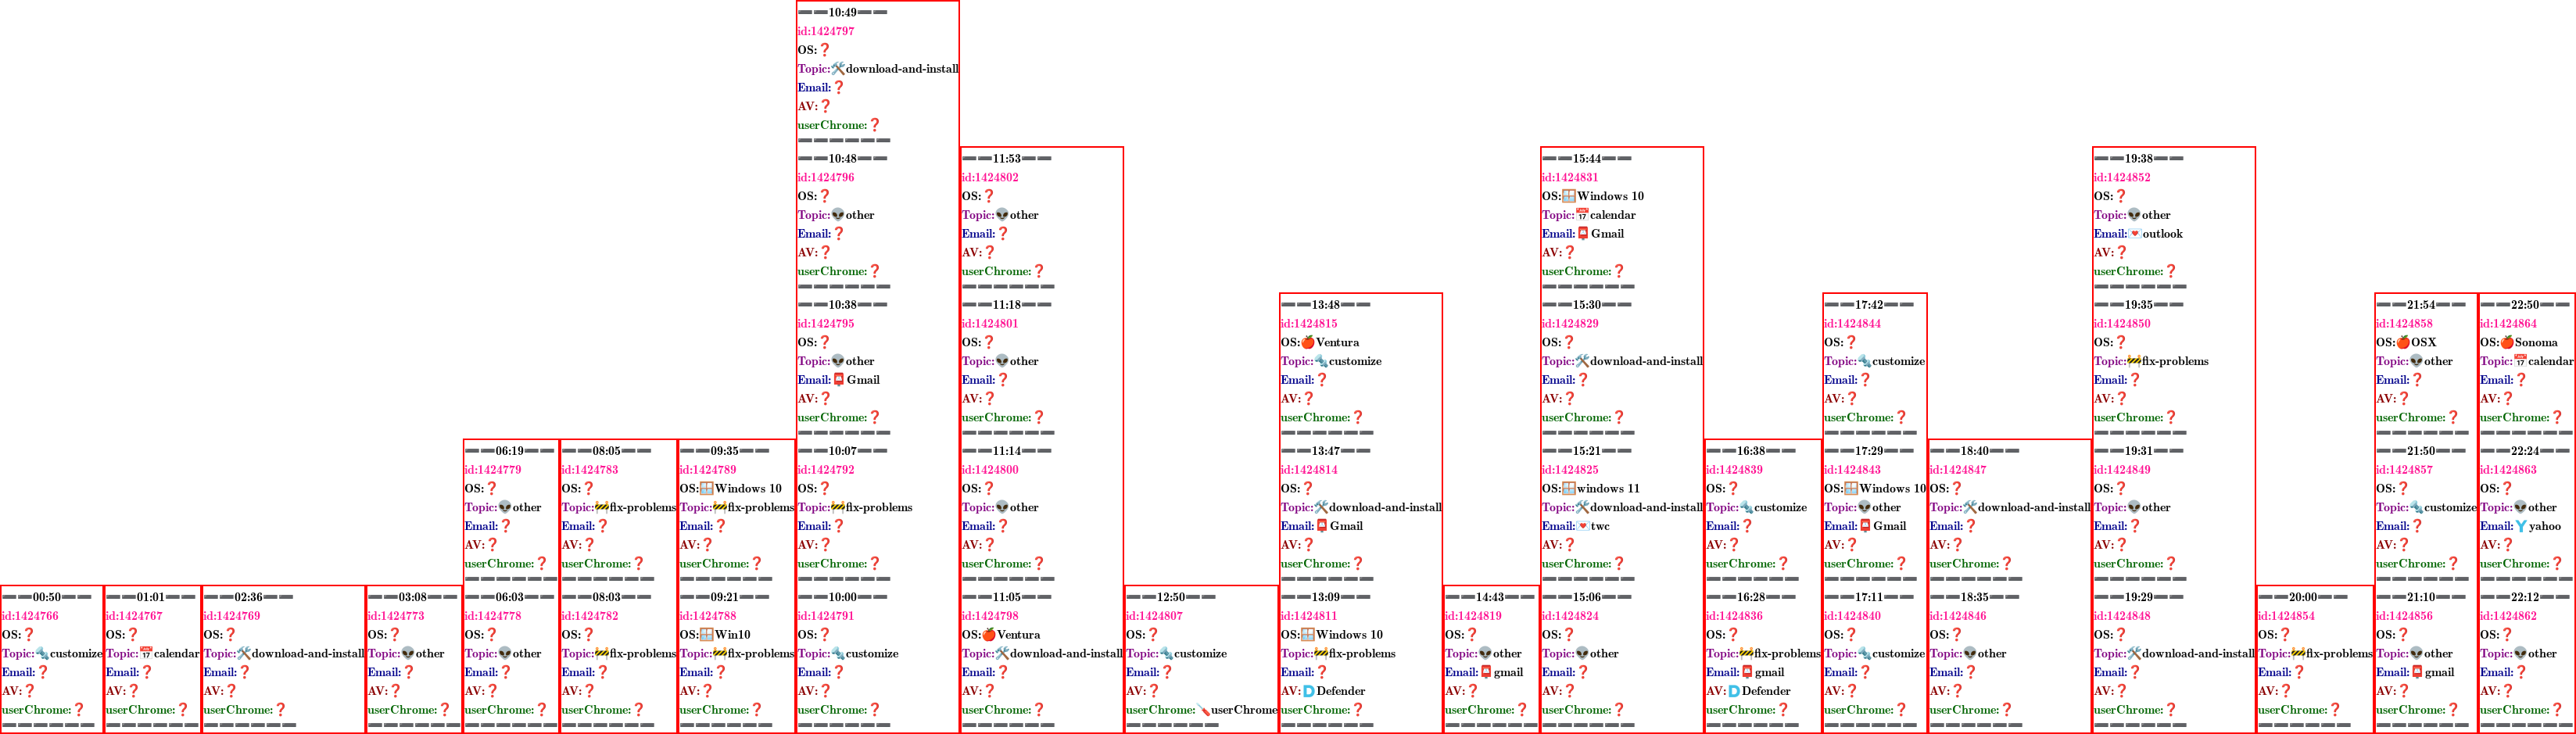 00:50
id:1424766
OS:❓
Topic:🔩customize
Email:❓
AV:❓
userChrome:❓
01:01
id:1424767
OS:❓
Topic:📅calendar
Email:❓
AV:❓
userChrome:❓
02:36
id:1424769
OS:❓
Topic:🛠️download-and-install
Email:❓
AV:❓
userChrome:❓
03:08
id:1424773
OS:❓
Topic:👽other
Email:❓
AV:❓
userChrome:❓
06:19
id:1424779
OS:❓
Topic:👽other
Email:❓
AV:❓
userChrome:❓
06:03
id:1424778
OS:❓
Topic:👽other
Email:❓
AV:❓
userChrome:❓
08:05
id:1424783
OS:❓
Topic:🚧fix-problems
Email:❓
AV:❓
userChrome:❓
08:03
id:1424782
OS:❓
Topic:🚧fix-problems
Email:❓
AV:❓
userChrome:❓
09:35
id:1424789
OS:🪟Windows 10
Topic:🚧fix-problems
Email:❓
AV:❓
userChrome:❓
09:21
id:1424788
OS:🪟Win10
Topic:🚧fix-problems
Email:❓
AV:❓
userChrome:❓
10:49
id:1424797
OS:❓
Topic:🛠️download-and-install
Email:❓
AV:❓
userChrome:❓
10:48
id:1424796
OS:❓
Topic:👽other
Email:❓
AV:❓
userChrome:❓
10:38
id:1424795
OS:❓
Topic:👽other
Email:📮Gmail
AV:❓
userChrome:❓
10:07
id:1424792
OS:❓
Topic:🚧fix-problems
Email:❓
AV:❓
userChrome:❓
10:00
id:1424791
OS:❓
Topic:🔩customize
Email:❓
AV:❓
userChrome:❓
11:53
id:1424802
OS:❓
Topic:👽other
Email:❓
AV:❓
userChrome:❓
11:18
id:1424801
OS:❓
Topic:👽other
Email:❓
AV:❓
userChrome:❓
11:14
id:1424800
OS:❓
Topic:👽other
Email:❓
AV:❓
userChrome:❓
11:05
id:1424798
OS:🍎Ventura
Topic:🛠️download-and-install
Email:❓
AV:❓
userChrome:❓
12:50
id:1424807
OS:❓
Topic:🔩customize
Email:❓
AV:❓
userChrome:🪛userChrome
13:48
id:1424815
OS:🍎Ventura
Topic:🔩customize
Email:❓
AV:❓
userChrome:❓
13:47
id:1424814
OS:❓
Topic:🛠️download-and-install
Email:📮Gmail
AV:❓
userChrome:❓
13:09
id:1424811
OS:🪟Windows 10
Topic:🚧fix-problems
Email:❓
AV:Defender
userChrome:❓
14:43
id:1424819
OS:❓
Topic:👽other
Email:📮gmail
AV:❓
userChrome:❓
15:44
id:1424831
OS:🪟Windows 10
Topic:📅calendar
Email:📮Gmail
AV:❓
userChrome:❓
15:30
id:1424829
OS:❓
Topic:🛠️download-and-install
Email:❓
AV:❓
userChrome:❓
15:21
id:1424825
OS:🪟windows 11
Topic:🛠️download-and-install
Email:💌twc
AV:❓
userChrome:❓
15:06
id:1424824
OS:❓
Topic:👽other
Email:❓
AV:❓
userChrome:❓
16:38
id:1424839
OS:❓
Topic:🔩customize
Email:❓
AV:❓
userChrome:❓
16:28
id:1424836
OS:❓
Topic:🚧fix-problems
Email:📮gmail
AV:Defender
userChrome:❓
17:42
id:1424844
OS:❓
Topic:🔩customize
Email:❓
AV:❓
userChrome:❓
17:29
id:1424843
OS:🪟Windows 10
Topic:👽other
Email:📮Gmail
AV:❓
userChrome:❓
17:11
id:1424840
OS:❓
Topic:🔩customize
Email:❓
AV:❓
userChrome:❓
18:40
id:1424847
OS:❓
Topic:🛠️download-and-install
Email:❓
AV:❓
userChrome:❓
18:35
id:1424846
OS:❓
Topic:👽other
Email:❓
AV:❓
userChrome:❓
19:38
id:1424852
OS:❓
Topic:👽other
Email:💌outlook
AV:❓
userChrome:❓
19:35
id:1424850
OS:❓
Topic:🚧fix-problems
Email:❓
AV:❓
userChrome:❓
19:31
id:1424849
OS:❓
Topic:👽other
Email:❓
AV:❓
userChrome:❓
19:29
id:1424848
OS:❓
Topic:🛠️download-and-install
Email:❓
AV:❓
userChrome:❓
20:00
id:1424854
OS:❓
Topic:🚧fix-problems
Email:❓
AV:❓
userChrome:❓
21:54
id:1424858
OS:🍎OSX
Topic:👽other
Email:❓
AV:❓
userChrome:❓
21:50
id:1424857
OS:❓
Topic:🔩customize
Email:❓
AV:❓
userChrome:❓
21:10
id:1424856
OS:❓
Topic:👽other
Email:📮gmail
AV:❓
userChrome:❓
22:50
id:1424864
OS:🍎Sonoma
Topic:📅calendar
Email:❓
AV:❓
userChrome:❓
22:24
id:1424863
OS:❓
Topic:👽other
Email:yahoo
AV:❓
userChrome:❓
22:12
id:1424862
OS:❓
Topic:👽other
Email:❓
AV:❓
userChrome:❓